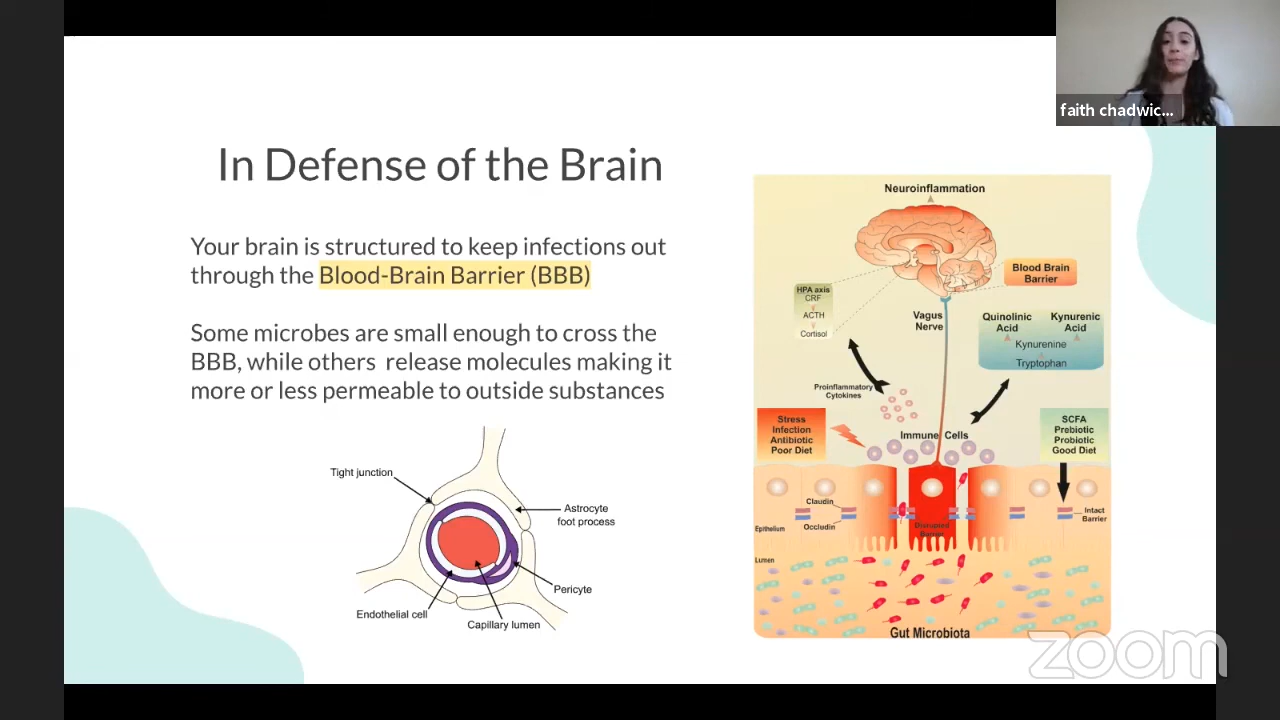 faith chadwic...
In Defense of the Brain
Your brain is structured to keep infections out
through the Blood-Brain Barrier (BBB)
Some microbes are small enough to cross the
BBB, while others release molecules making it
more or less permeable to outside substances
Tight junction
Astrocyte
foot process
Pericyte
Endothelial cell
Capillary lumen
Neuroinflammation
Blood Brain
Barrier
HPA axis
CRF
ACTH
Cortisol
Vagus
Nerve
Quinolinic
Acid
Kynurenic
Acid
Kynurenine
Tryptophan
Proinflammatory
Cytokines
Stress
Infection
Antibiotic
Poor Diet
Immune Cells
SCFA
Prebiotic
Probiotic
Good Diet
Claudin
Occludin
Epithelium
Disrupted
Barrier
Intact
Barrier
Lumen
Gut Microbiota
zoom